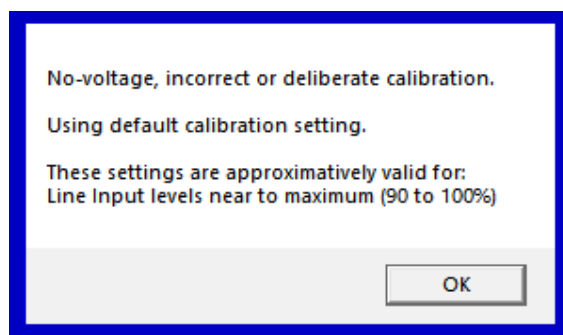 No-voltage, incorrect or deliberate calibration.
Using default calibration setting.
These settings are approximatively valid for:
Line Input levels near to maximum (90 to 100%)
OK